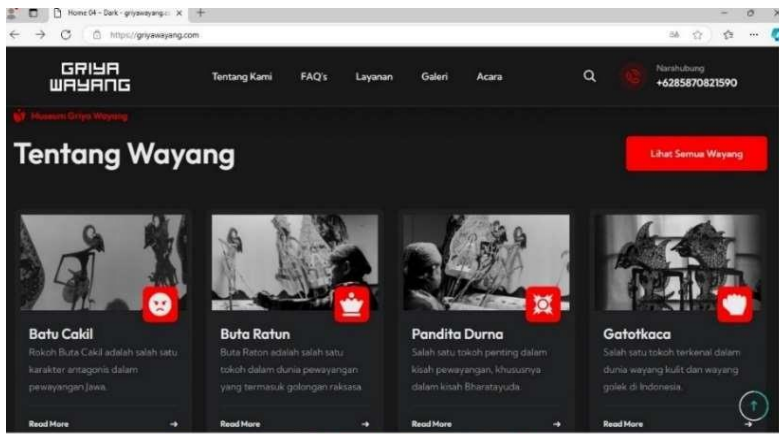 Home 04 - Dark - griyawayang.c
https://griyawayang.com
GRIYA
WAYANG
Tentang Kami
FAQ's
Layanan
Galeri
Acara
Narahubung
+6285870821590
Museum Griya Wayang
Tentang Wayang
Lihat Semua Wayang
Batu Cakil
Rokoh Buta Cakil adalah salah satu
karakter antagonis dalam
pewayangan Jawa.
Read More
Buta Ratun
Buta Raton adalah salah satu
tokoh dalam dunia pewayangan
yang termasuk golongan raksasa
Read More
Pandita Durna
Salah satu tokoh penting dalam
kisah pewayangan, khususnya
dalam kisah Bharatayuda.
Read More
Gatotkaca
Salah satu tokoh terkenal dalam
dunia wayang kulit dan wayang
golek di Indonesia.
Read More